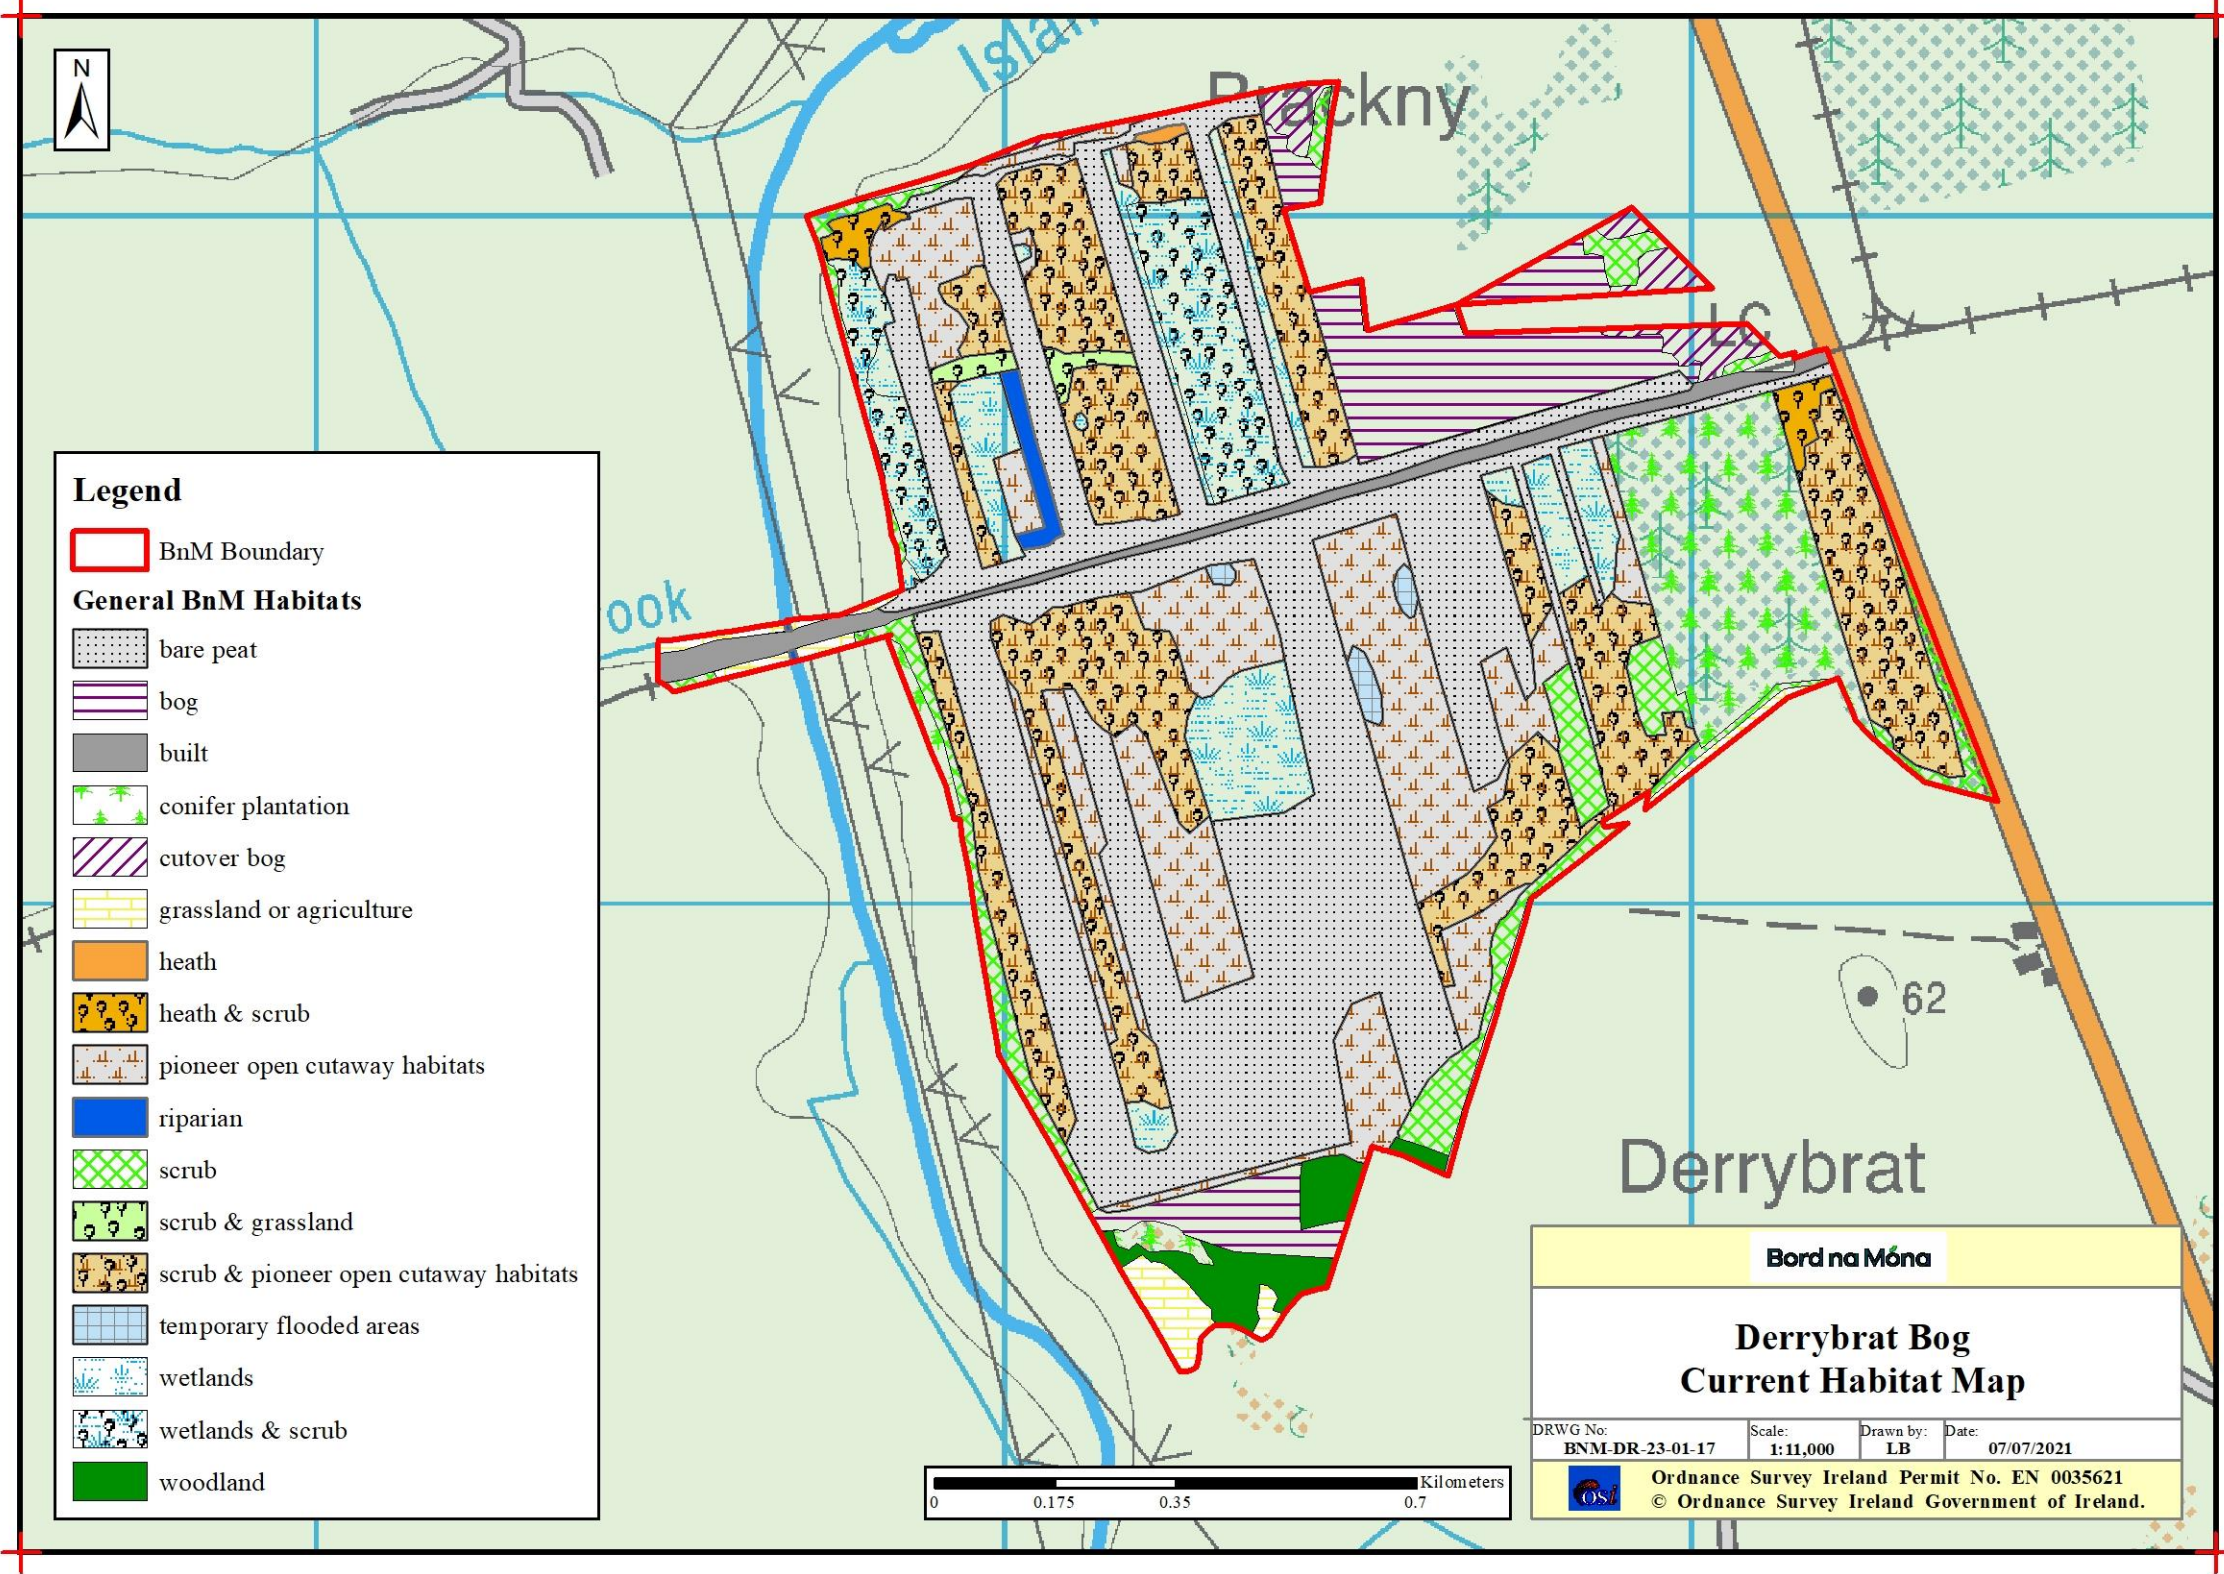 N
Brackny
LC
ook
Legend
BnM Boundary
General BnM Habitats
bare peat
bog
built
conifer plantation
cutover bog
grassland or agriculture
heath
heath & scrub
pioneer open cutaway habitats
riparian
scrub
scrub & grassland
scrub & pioneer open cutaway habitats
temporary flooded areas
wetlands
wetlands & scrub
woodland
62
Derrybrat
Bord na Móna
Derrybrat Bog
Current Habitat Map
DRWG No: Scale: Drawn by: Date:
BNM-DR-23-01-17 1:11,000 LB 07/07/2021
Osi
Ordnance Survey Ireland Permit No. EN 0035621
© Ordnance Survey Ireland Government of Ireland.
Kilometers
0 0.175 0.35 0.7